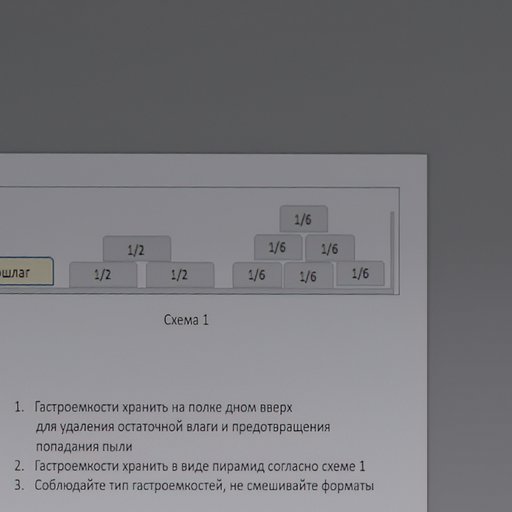 1/6
1/2 1/6 1/6
1/2 1/2 1/6 1/6 1/6
Схема 1
1. Гастроемкости хранить на полке дном вверх
для удаления остаточной влаги и предотвращения
попадания пыли
2. Гастроемкости хранить в виде пирамид согласно схеме 1
3. Соблюдайте тип гастроемкостей, не смешивайте форматы